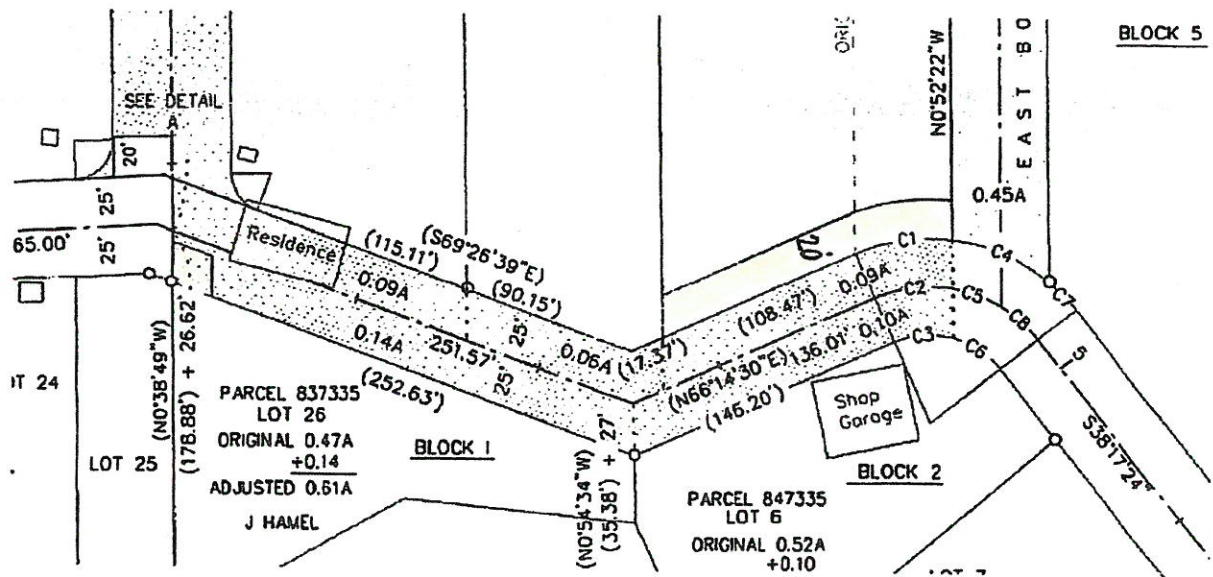 BLOCK 5
SEE DETAIL
A
20'
25'
25'
65.00'
Residence
(115.11')
(S69°26'39"E)
(90.15')
0.09A
0.14A
251.57'
25'
25'
0.06A
(17.37')
(252.63')
20'
(108.47')
0.09A
(N66°14'30"E)
136.01'
0.10A
(146.20')
C1
C2
C3
C4
C5
C6
C7
C8
N0°52'22"W
EAST BO
0.45A
5
S38°17'24"
Shop
Garage
(N0°38'49"W)
(178.88') + 26.62'
LOT 25
PARCEL 837335
LOT 26
ORIGINAL 0.47A
+0.14
ADJUSTED 0.61A
J HAMEL
BLOCK 1
(N0°54'34"W)
(35.38') + 27'
BLOCK 2
PARCEL 847335
LOT 6
ORIGINAL 0.52A
+0.10